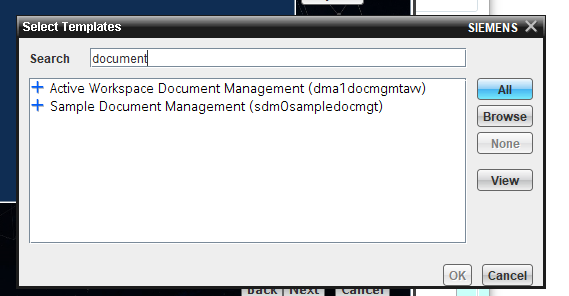 Select Templates
SIEMENS
Search
document
Active Workspace Document Management (dma1docmgmtaw)
Sample Document Management (sdm0sampledocmgt)
All
Browse
None
View
OK
Cancel
Back
Next
Cancel